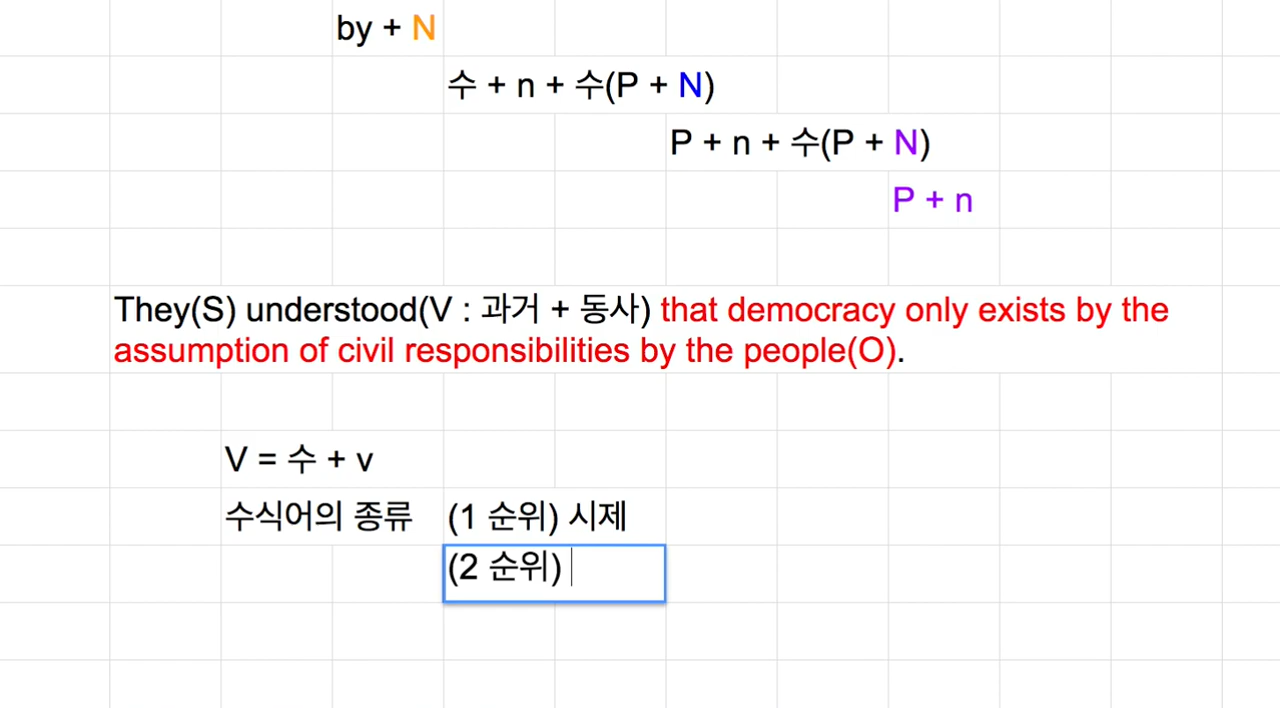 by + N
수 + n + 수(P + N)
P + n + 수(P + N)
P + n
They(S) understood(V : 과거 + 동사) that democracy only exists by the
assumption of civil responsibilities by the people(O).
V = 수 + v
수식어의 종류 (1 순위) 시제
(2 순위)